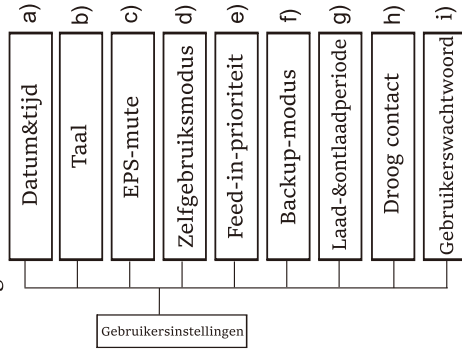 a)
Datum&tijd
b)
Taal
c)
EPS-mute
d)
Zelfgebruiksmodus
e)
Feed-in-prioriteit
f)
Backup-modus
g)
Laad-&ontlaadperiode
h)
Droog contact
i)
Gebruikerswachtwoord
Gebruikersinstellingen